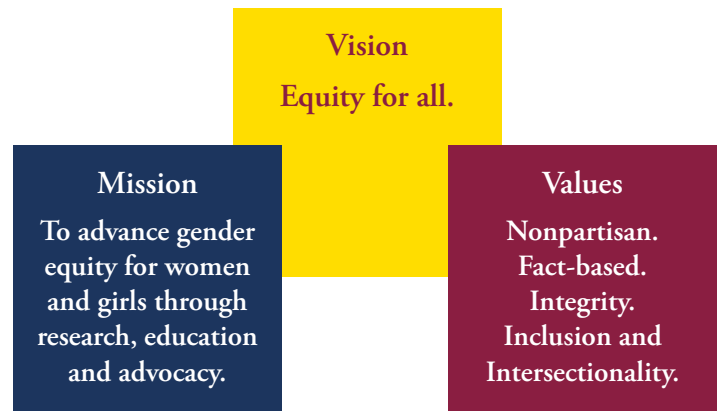 Vision
Equity for all.
Mission
To advance gender
equity for women
and girls through
research, education
and advocacy.
Values
Nonpartisan.
Fact-based.
Integrity.
Inclusion and
Intersectionality.